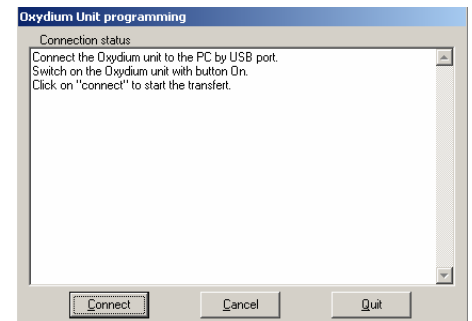 Oxydium Unit programming
Connection status
Connect the Oxydium unit to the PC by USB port.
Switch on the Oxydium unit with button On.
Click on "connect" to start the transfert.
Connect Cancel Quit